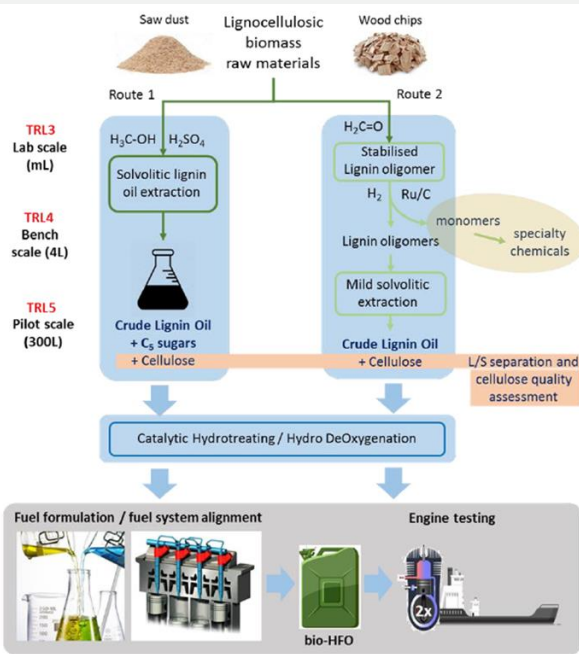 Saw dust
Lignocellulosic
biomass
raw materials
Wood chips
Route 1
Route 2
TRL3
Lab scale
(mL)
H₃C-OH
H₂SO₄
Solvolitic lignin
oil extraction
H₂C=O
Stabilised
Lignin oligomer
H₂
Ru/C
monomers
specialty
chemicals
TRL4
Bench
scale (4L)
Lignin oligomers
Mild solvolitic
extraction
TRL5
Pilot scale
(300L)
Crude Lignin Oil
+ C₅ sugars
+ Cellulose
Crude Lignin Oil
+ Cellulose
L/S separation and
cellulose quality
assessment
Catalytic Hydrotreating / Hydro DeOxygenation
Fuel formulation / fuel system alignment
Engine testing
2x
bio-HFO